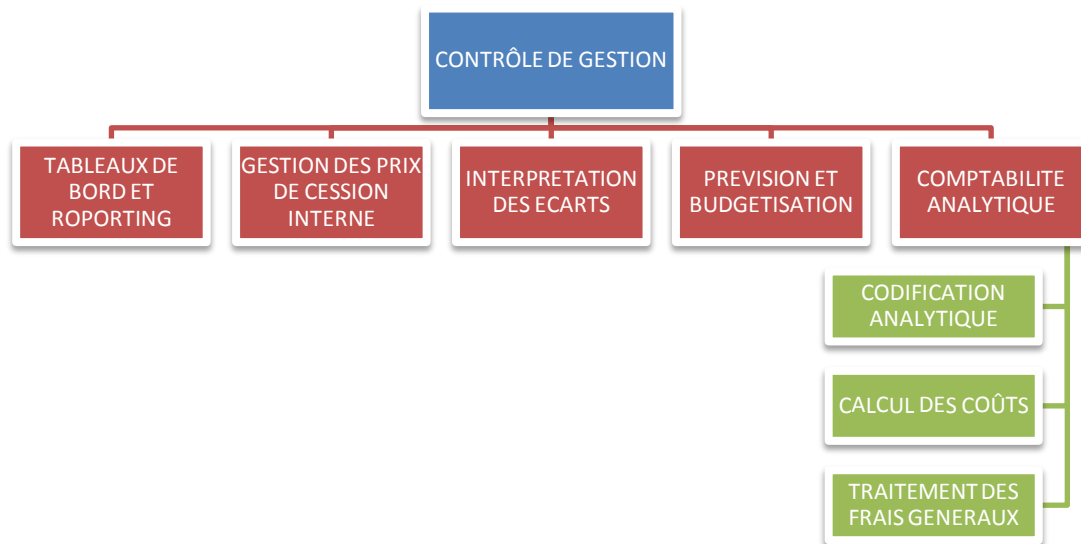 CONTRÔLE DE GESTION
TABLEAUX DE
BORD ET
ROPORTING
GESTION DES PRIX
DE CESSION
INTERNE
INTERPRETATION
DES ECARTS
PREVISION ET
BUDGETISATION
COMPTABILITE
ANALYTIQUE
CODIFICATION
ANALYTIQUE
CALCUL DES COÛTS
TRAITEMENT DES
FRAIS GENERAUX